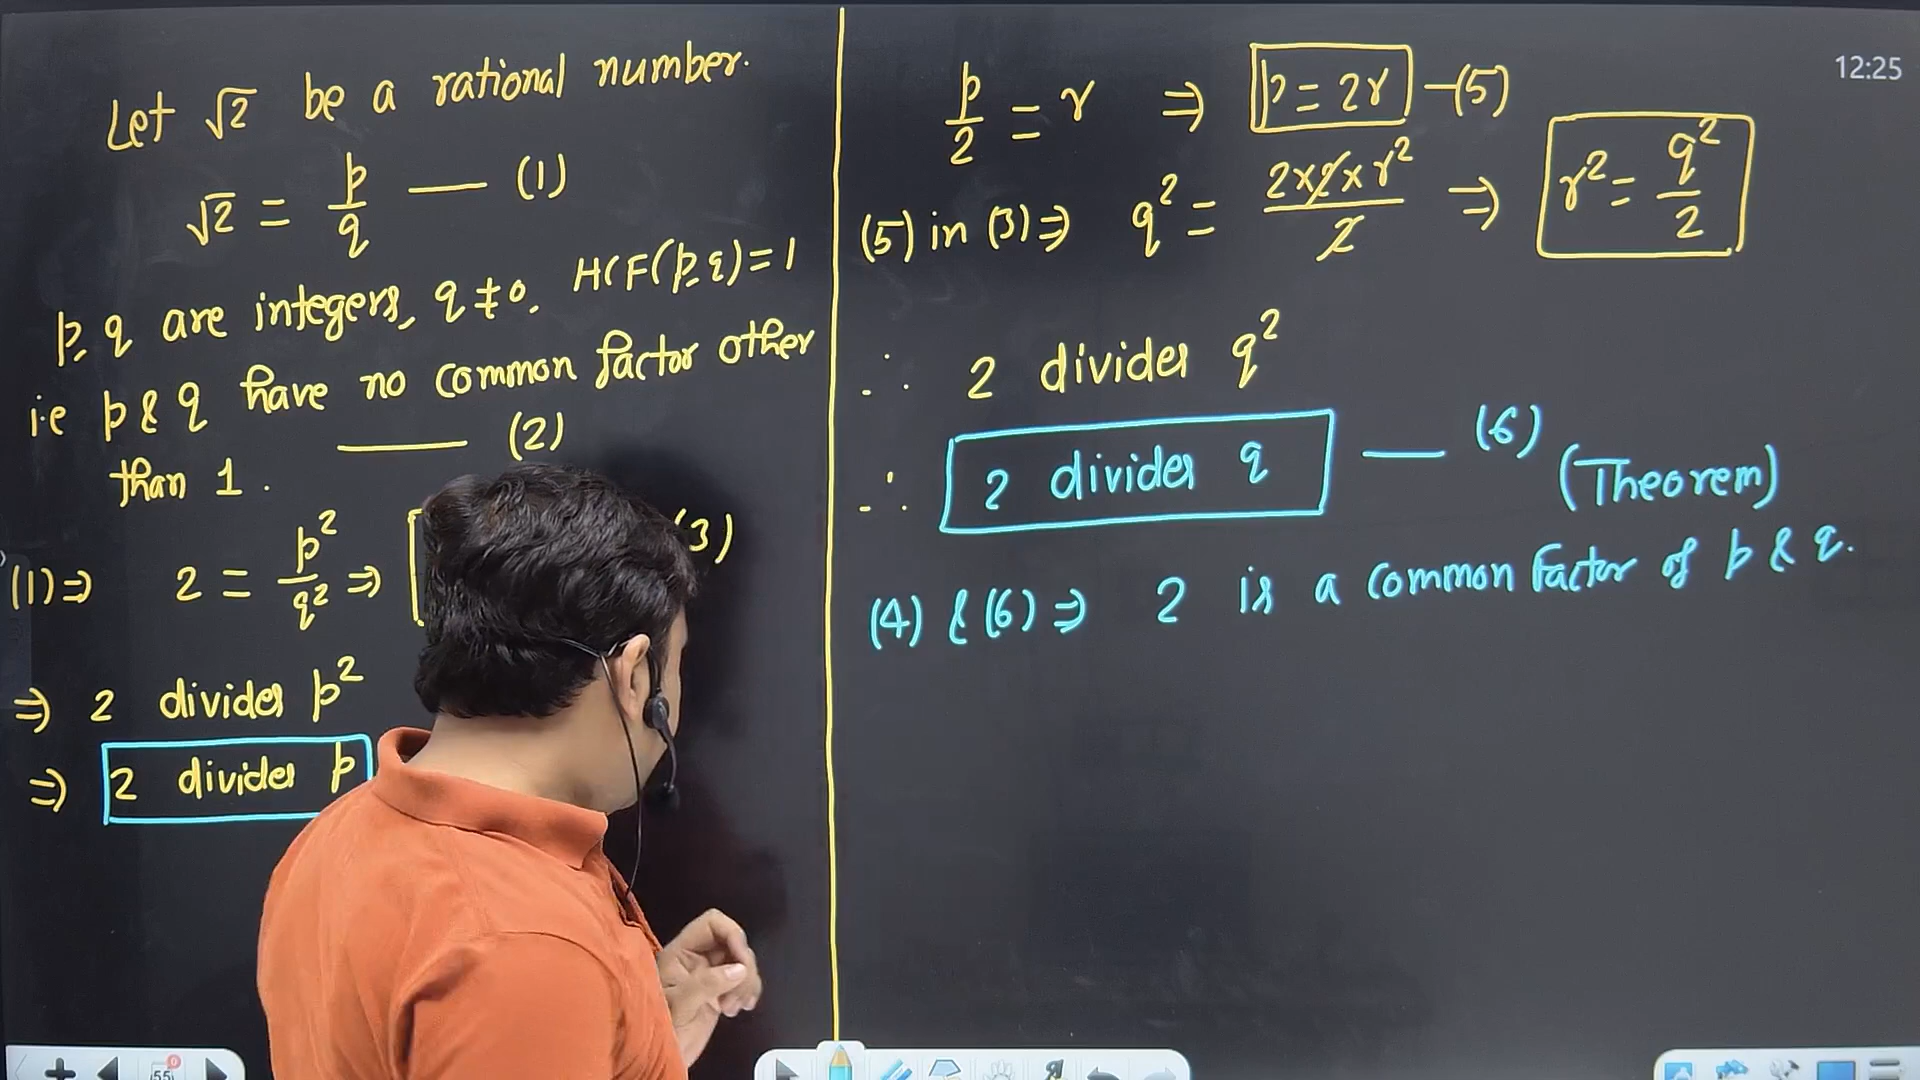 Let √2 be a rational number.
√2 = p/q — (1)
p, q are integers, q ≠ 0. HCF(p, q) = 1
i.e p & q have no common factor other
than 1. — (2)
(1) ⇒ 2 = p²/q² ⇒ (3)
⇒ 2 divides p²
⇒ 2 divides p
p/2 = r ⇒ p = 2r — (5)
(5) in (3) ⇒ q² = 2×2×r²/2 ⇒ r² = q²/2
∴ 2 divides q²
∴ 2 divides q — (6)
(Theorem)
(4) & (6) ⇒ 2 is a common factor of p & q.
12:25
55